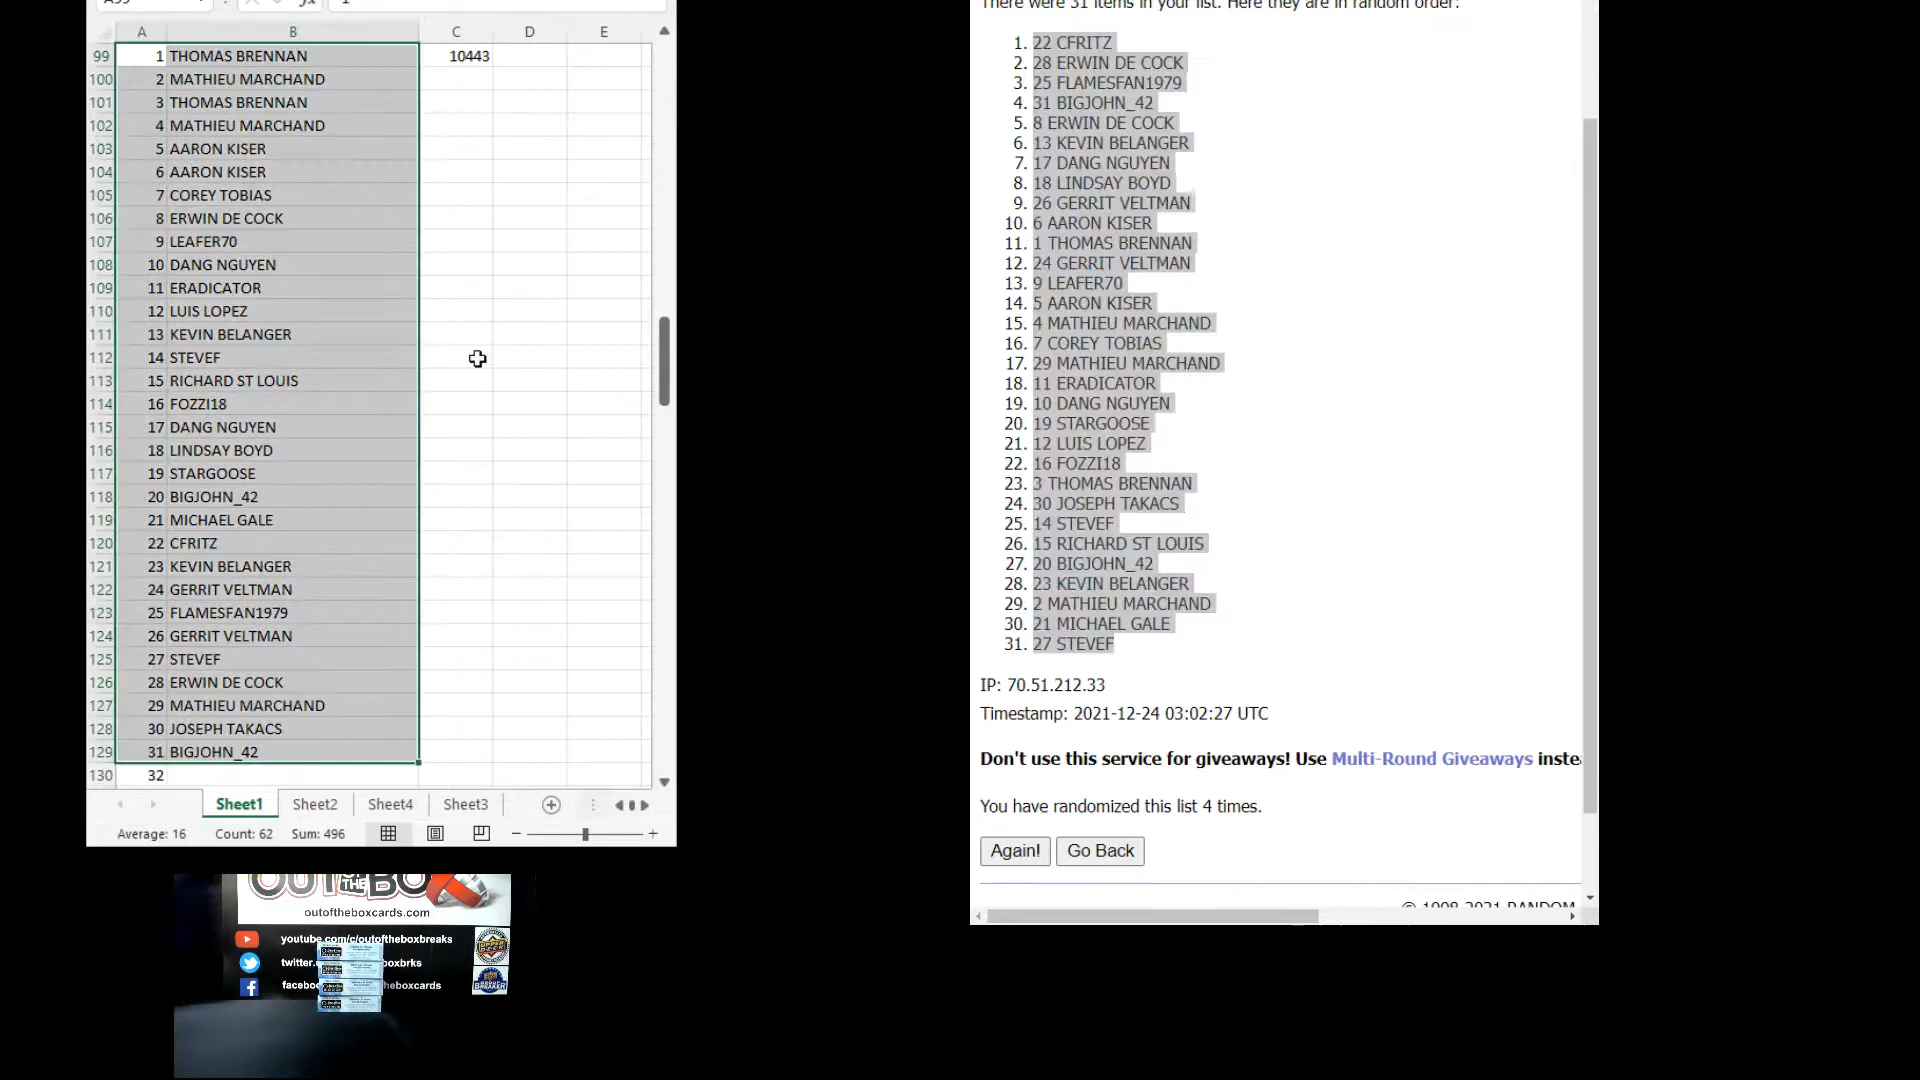 A B C D E
99 1 THOMAS BRENNAN 10443
100 2 MATHIEU MARCHAND
101 3 THOMAS BRENNAN
102 4 MATHIEU MARCHAND
103 5 AARON KISER
104 6 AARON KISER
105 7 COREY TOBIAS
106 8 ERWIN DE COCK
107 9 LEAFER70
108 10 DANG NGUYEN
109 11 ERADICATOR
110 12 LUIS LOPEZ
111 13 KEVIN BELANGER
112 14 STEVEF
113 15 RICHARD ST LOUIS
114 16 FOZZI18
115 17 DANG NGUYEN
116 18 LINDSAY BOYD
117 19 STARGOOSE
118 20 BIGJOHN_42
119 21 MICHAEL GALE
120 22 CFRITZ
121 23 KEVIN BELANGER
122 24 GERRIT VELTMAN
123 25 FLAMESFAN1979
124 26 GERRIT VELTMAN
125 27 STEVEF
126 28 ERWIN DE COCK
127 29 MATHIEU MARCHAND
128 30 JOSEPH TAKACS
129 31 BIGJOHN_42
130 32
Sheet1 Sheet2 Sheet4 Sheet3
Average: 16 Count: 62 Sum: 496
OUT OF THE BOX
outoftheboxcards.com
youtube.com/c/outoftheboxbreaks
There were 31 items in your list. Here they are in random order:
1. 22 CFRITZ
2. 28 ERWIN DE COCK
3. 25 FLAMESFAN1979
4. 31 BIGJOHN_42
5. 8 ERWIN DE COCK
6. 13 KEVIN BELANGER
7. 17 DANG NGUYEN
8. 18 LINDSAY BOYD
9. 26 GERRIT VELTMAN
10. 6 AARON KISER
11. 1 THOMAS BRENNAN
12. 24 GERRIT VELTMAN
13. 9 LEAFER70
14. 5 AARON KISER
15. 4 MATHIEU MARCHAND
16. 7 COREY TOBIAS
17. 29 MATHIEU MARCHAND
18. 11 ERADICATOR
19. 10 DANG NGUYEN
20. 19 STARGOOSE
21. 12 LUIS LOPEZ
22. 16 FOZZI18
23. 3 THOMAS BRENNAN
24. 30 JOSEPH TAKACS
25. 14 STEVEF
26. 15 RICHARD ST LOUIS
27. 20 BIGJOHN_42
28. 23 KEVIN BELANGER
29. 2 MATHIEU MARCHAND
30. 21 MICHAEL GALE
31. 27 STEVEF
IP: 70.51.212.33
Timestamp: 2021-12-24 03:02:27 UTC
Don't use this service for giveaways! Use Multi-Round Giveaways inste
You have randomized this list 4 times.
Again! Go Back